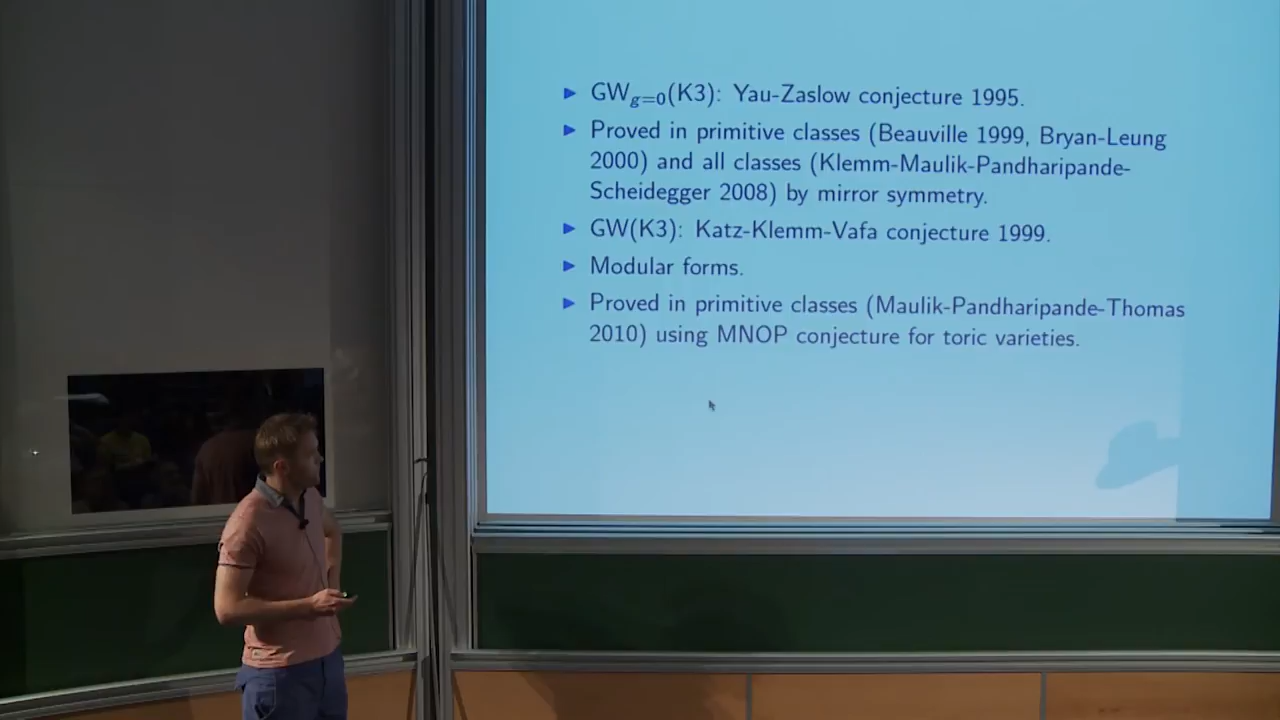 ▶ GW_{g=0}(K3): Yau-Zaslow conjecture 1995.
▶ Proved in primitive classes (Beauville 1999, Bryan-Leung
2000) and all classes (Klemm-Maulik-Pandharipande-
Scheidegger 2008) by mirror symmetry.
▶ GW(K3): Katz-Klemm-Vafa conjecture 1999.
▶ Modular forms.
▶ Proved in primitive classes (Maulik-Pandharipande-Thomas
2010) using MNOP conjecture for toric varieties.